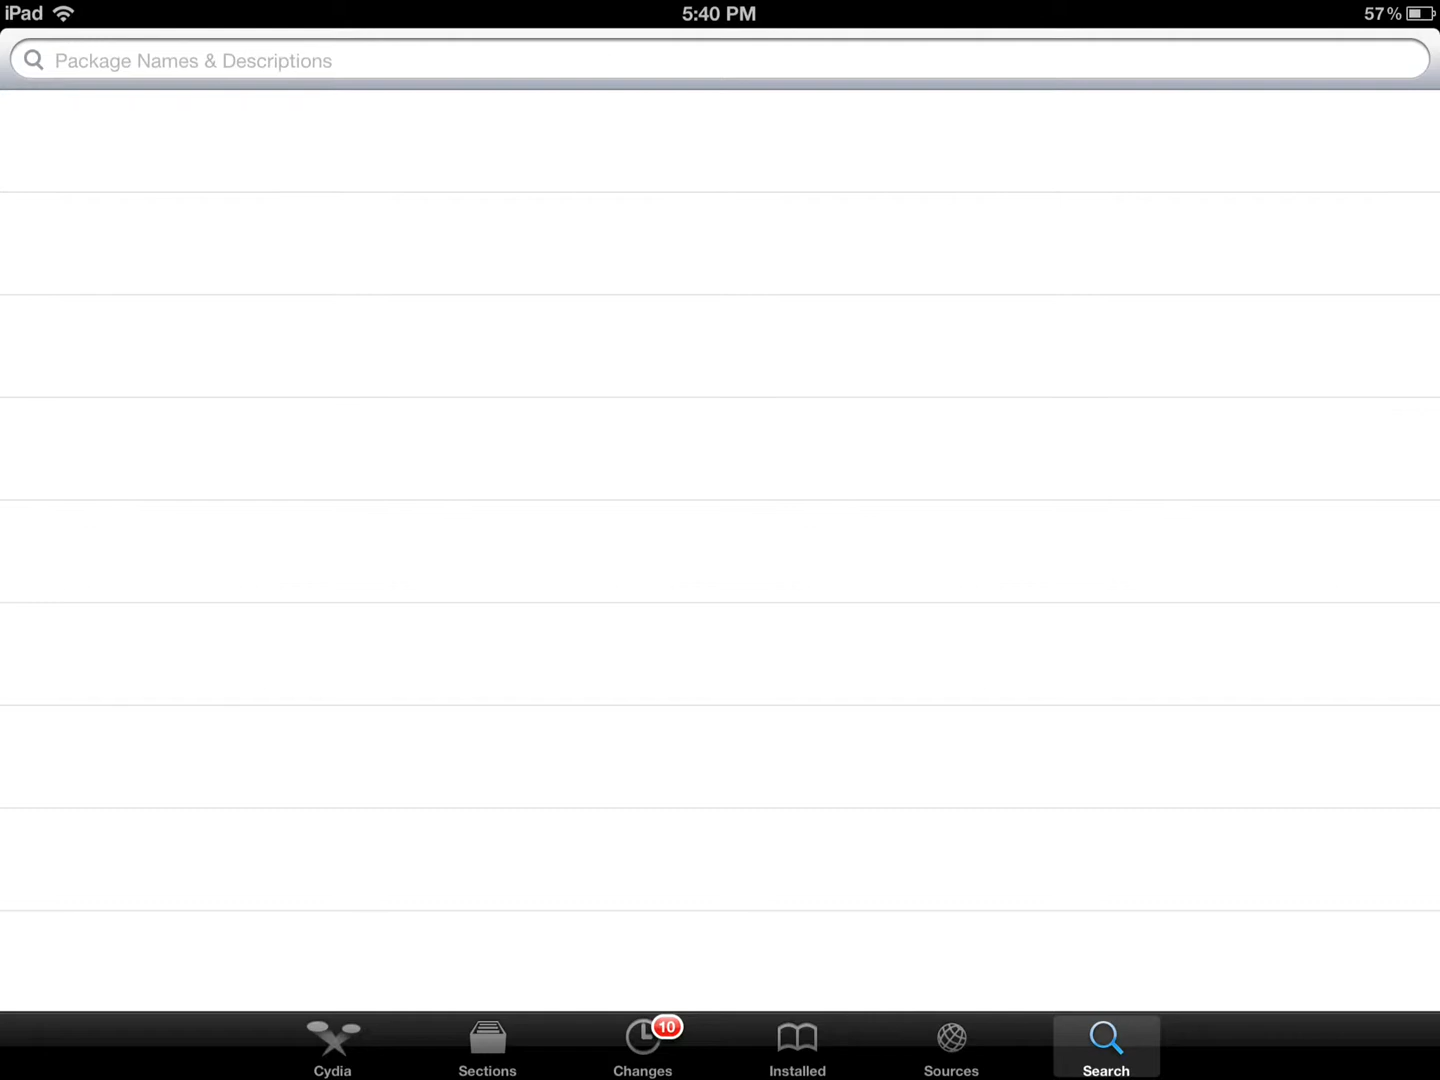 iPad 5:40 PM 57%
Package Names & Descriptions
10
Cydia Sections Changes Installed Sources Search